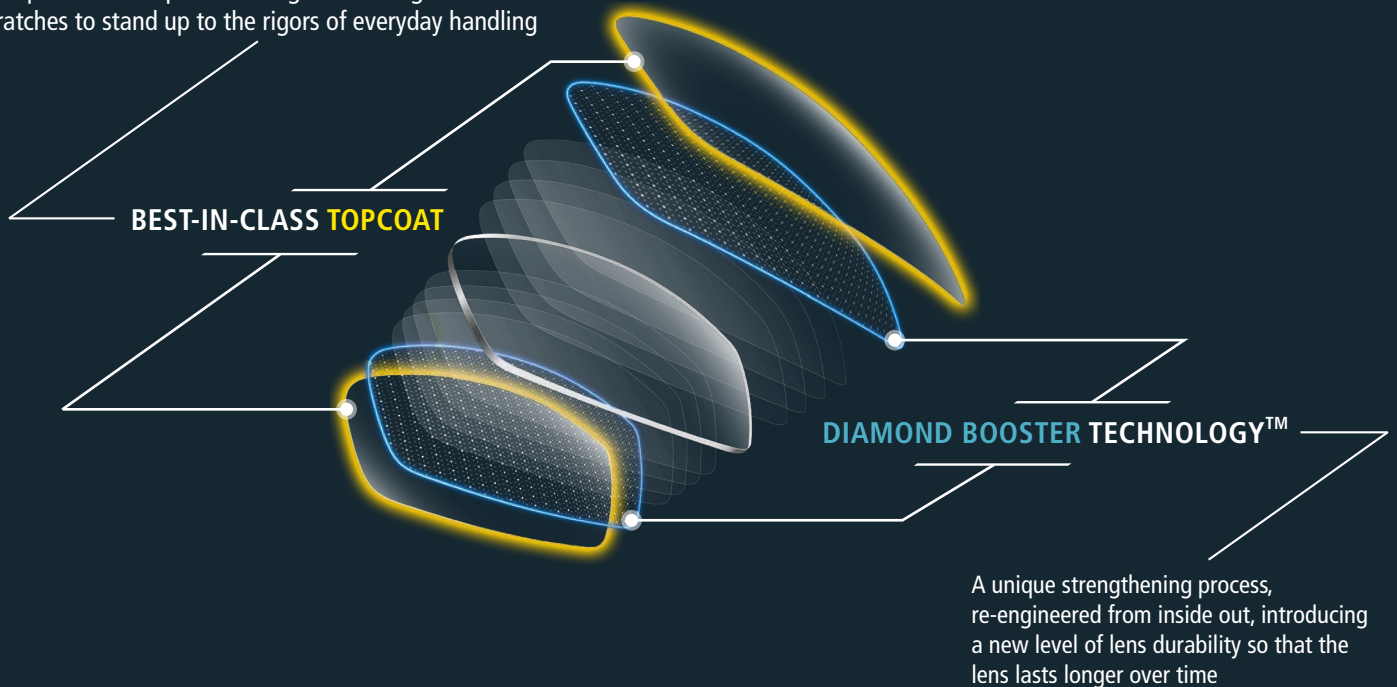 ratches to stand up to the rigors of everyday handling
BEST-IN-CLASS TOPCOAT
DIAMOND BOOSTER TECHNOLOGY™
A unique strengthening process,
re-engineered from inside out, introducing
a new level of lens durability so that the
lens lasts longer over time